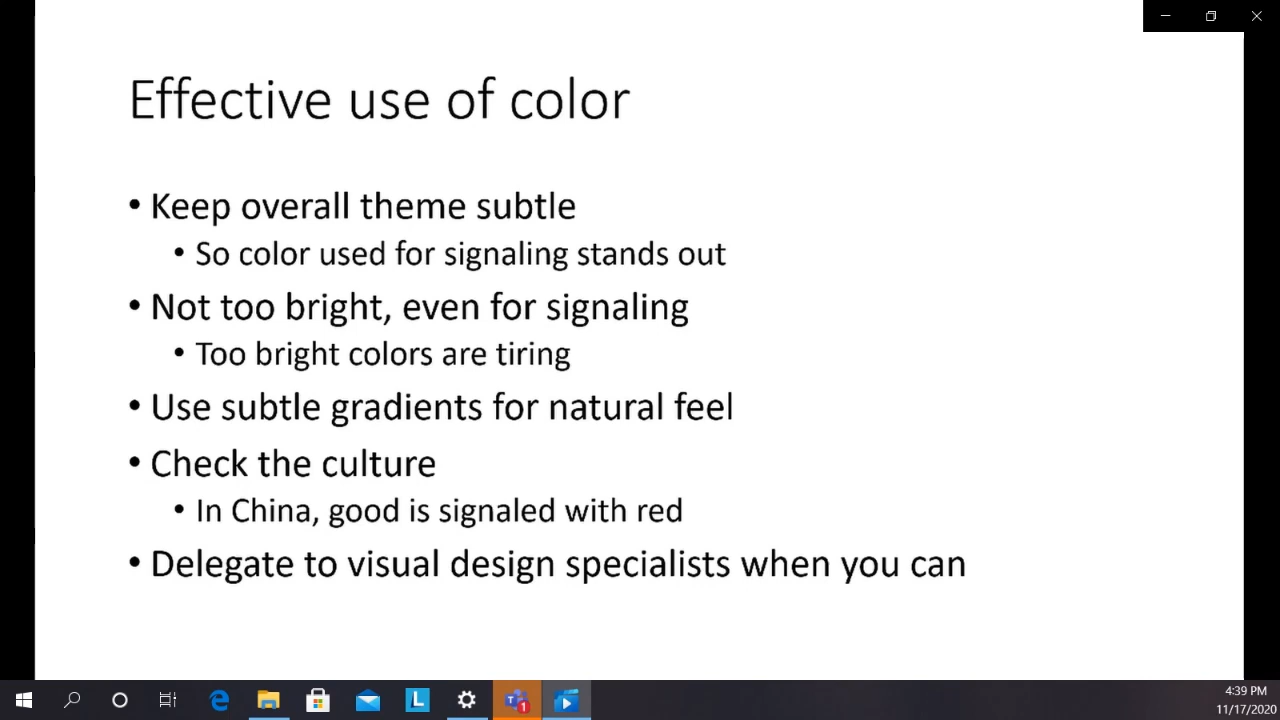 Effective use of color
• Keep overall theme subtle
• So color used for signaling stands out
• Not too bright, even for signaling
• Too bright colors are tiring
• Use subtle gradients for natural feel
• Check the culture
• In China, good is signaled with red
• Delegate to visual design specialists when you can
L
T
1
4:39 PM
11/17/2020